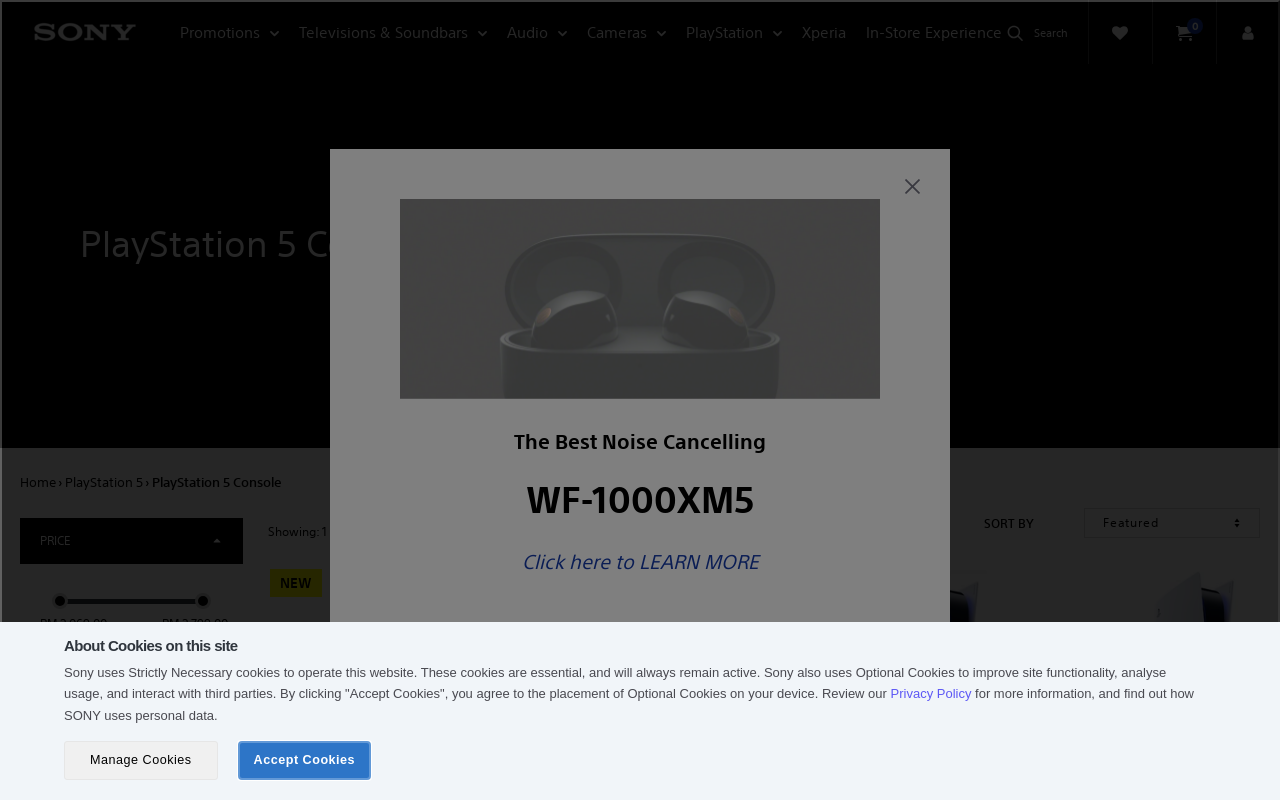 SONY
Promotions Televisions & Soundbars Audio Cameras PlayStation Xperia In-Store Experience Search 0
PlayStation 5 Co
The Best Noise Cancelling
WF-1000XM5
Click here to LEARN MORE
Home › PlayStation 5 › PlayStation 5 Console
PRICE
Showing: 1
SORT BY
Featured
NEW
About Cookies on this site
Sony uses Strictly Necessary cookies to operate this website. These cookies are essential, and will always remain active. Sony also uses Optional Cookies to improve site functionality, analyse
usage, and interact with third parties. By clicking "Accept Cookies", you agree to the placement of Optional Cookies on your device. Review our Privacy Policy for more information, and find out how
SONY uses personal data.
Manage Cookies
Accept Cookies